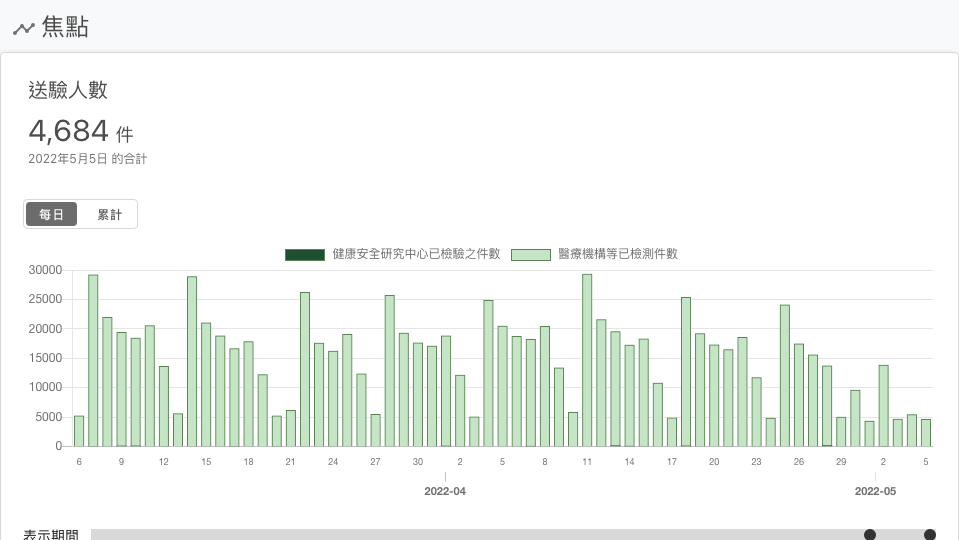 焦點
送驗人數
4,684 件
2022年5月5日 的合計
每日 累計
健康安全研究中心已檢驗之件數 醫療機構等已檢測件數
30000
25000
20000
15000
10000
5000
0
6 9 12 15 18 21 24 27 30 2 5 8 11 14 17 20 23 26 29 2 5
2022-04 2022-05
表示期間